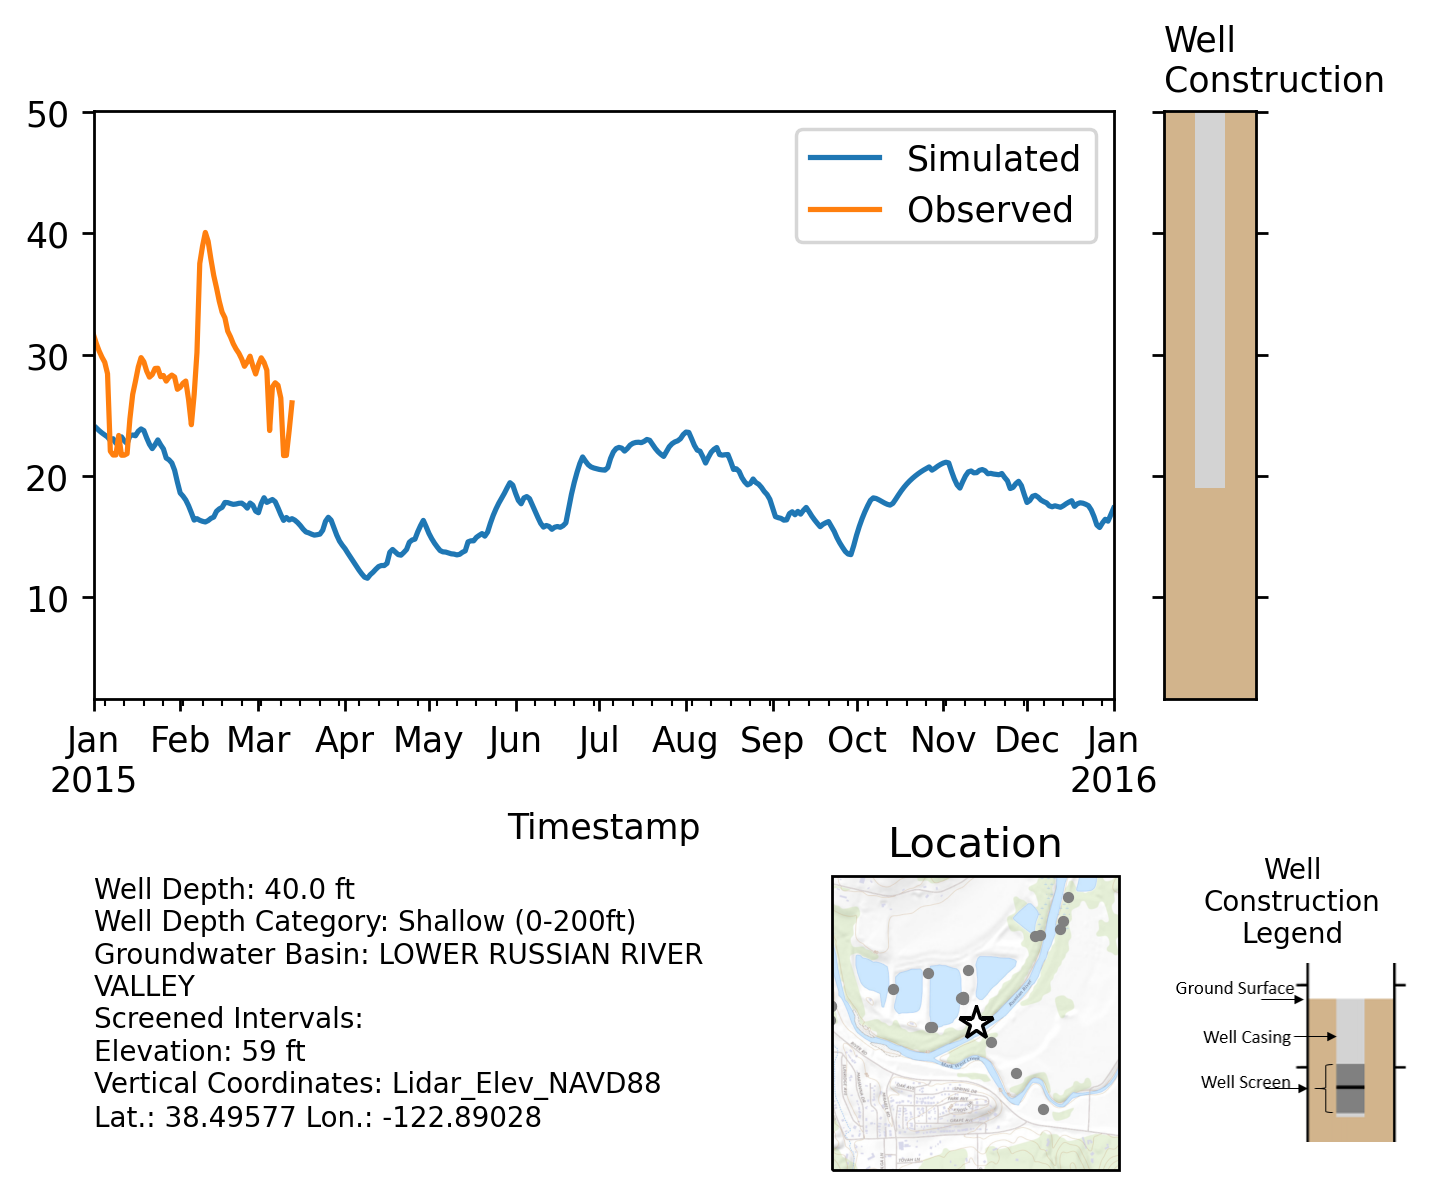 Well
Construction
50
40
30
20
10
Simulated
Observed
Jan
2015
Feb
Mar
Apr
May
Jun
Jul
Aug
Sep
Oct
Nov
Dec
Jan
2016
Timestamp
Well Depth: 40.0 ft
Well Depth Category: Shallow (0-200ft)
Groundwater Basin: LOWER RUSSIAN RIVER
VALLEY
Screened Intervals:
Elevation: 59 ft
Vertical Coordinates: Lidar_Elev_NAVD88
Lat.: 38.49577 Lon.: -122.89028
Location
Well
Construction
Legend
Ground Surface
Well Casing
Well Screen